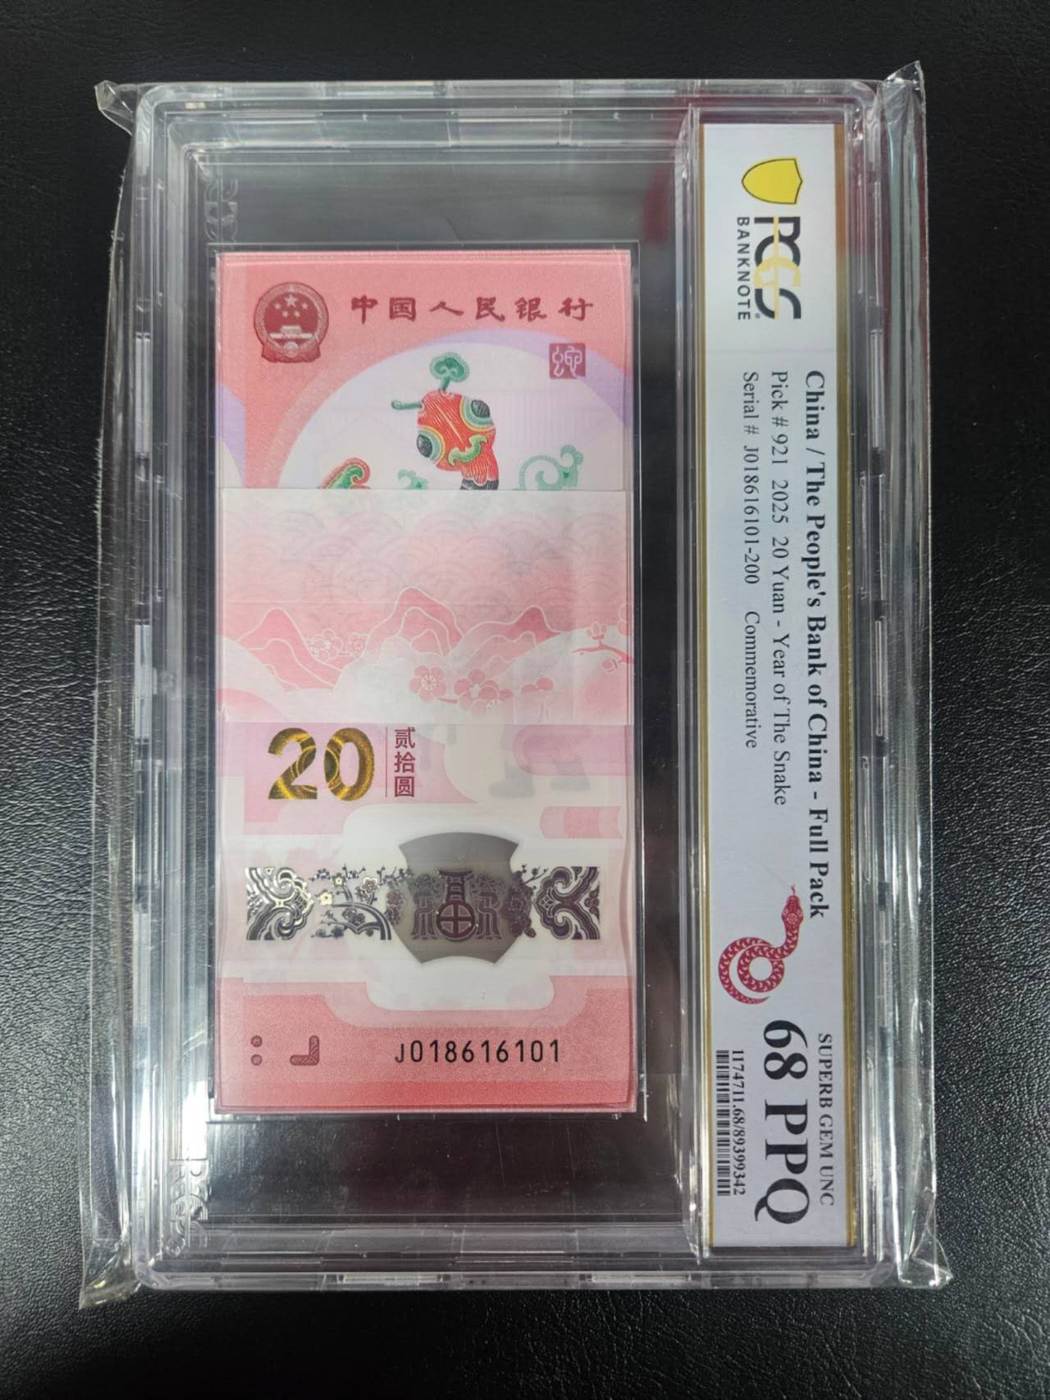 中国人民银行
20
贰拾圆
J018616101
PCGS
BANKNOTE
China / The People's Bank of China - Full Pack
Pick # 921 2025 20 Yuan - Year of The Snake
Serial # J018616101-200 Commemorative
SUPERB GEM UNC
68 PPQ
1174711.68/89399342